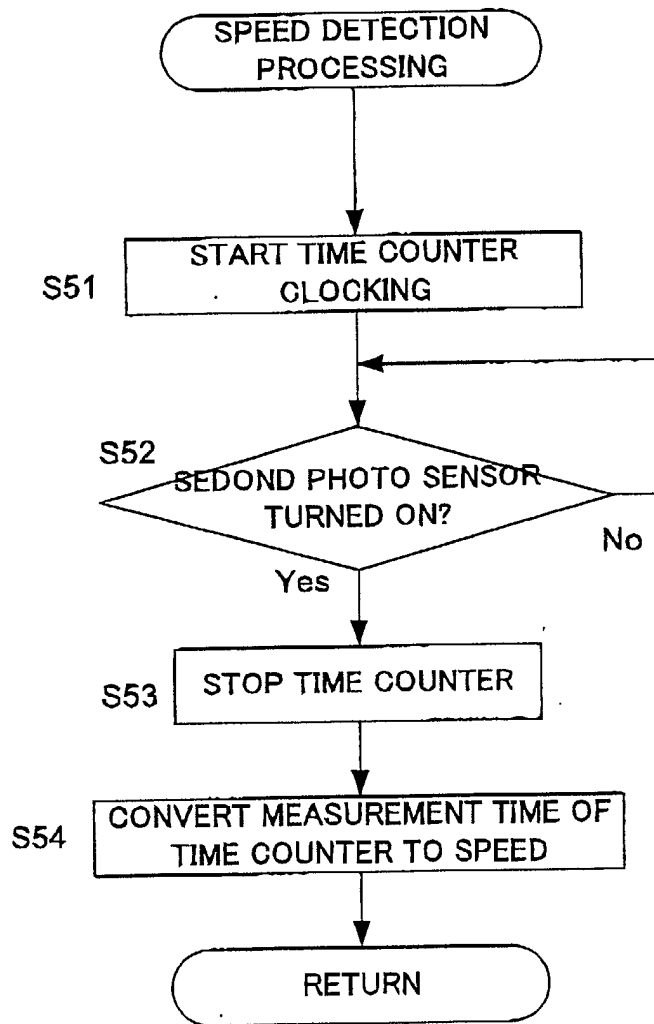 SPEED DETECTION
PROCESSING
START TIME COUNTER
CLOCKING
S51
S52
SEDOND PHOTO SENSOR
TURNED ON?
No
Yes
STOP TIME COUNTER
S53
CONVERT MEASUREMENT TIME OF
TIME COUNTER TO SPEED
S54
RETURN